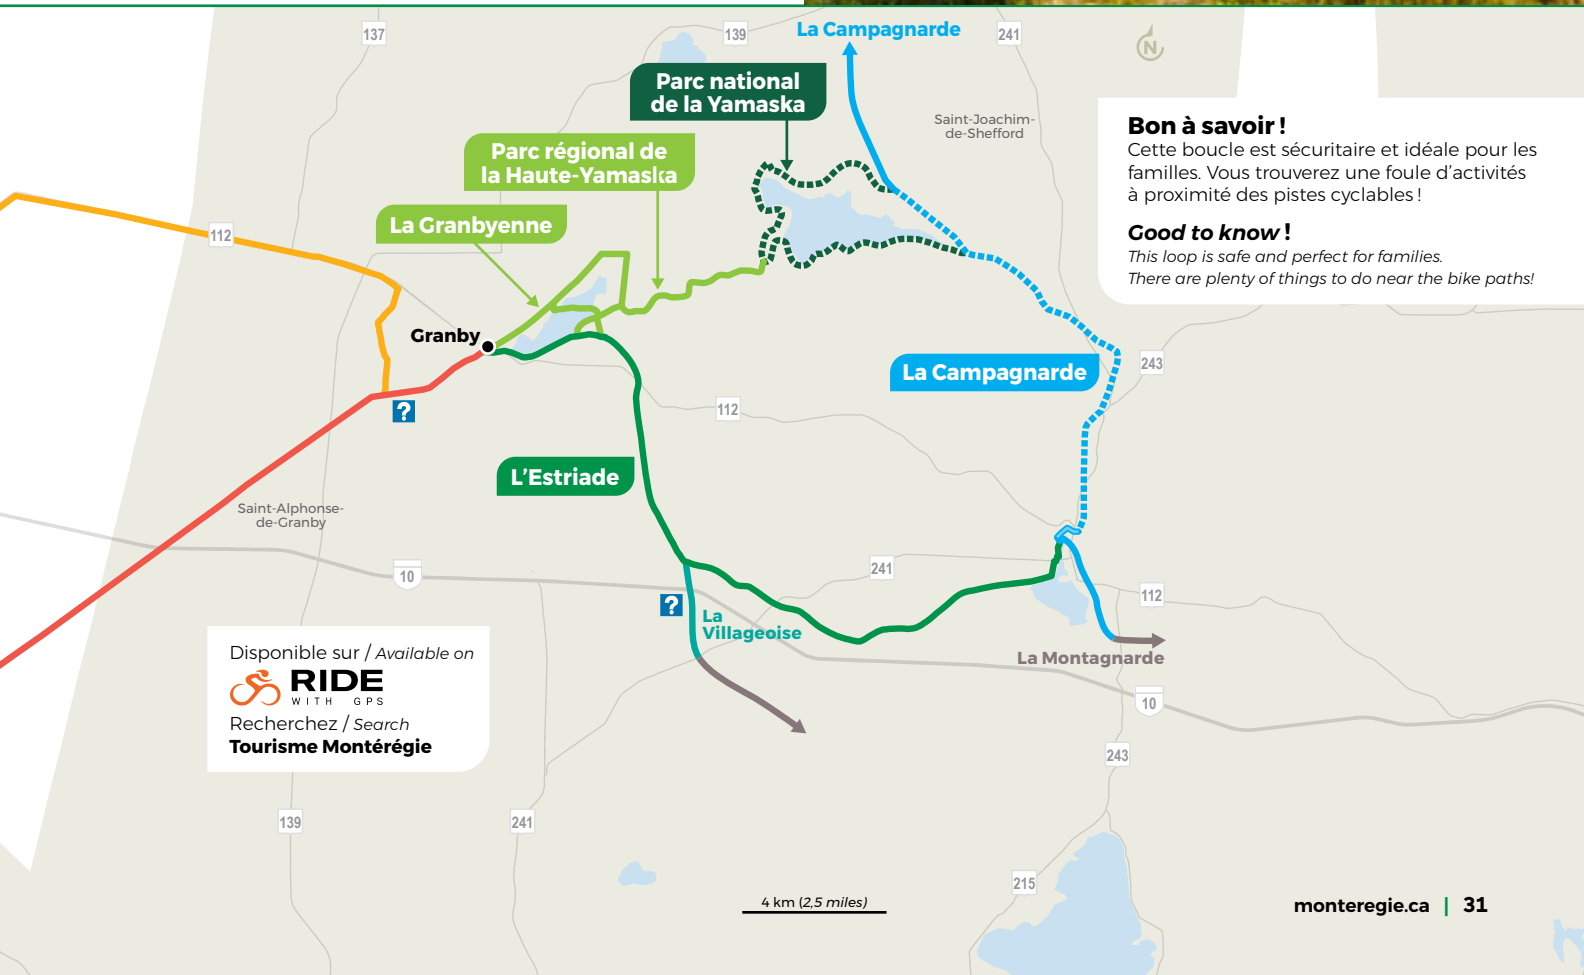 137
139
La Campagnarde
241
N
Parc national
de la Yamaska
Saint-Joachim-
de-Shefford
Bon à savoir !
Cette boucle est sécuritaire et idéale pour les
familles. Vous trouverez une foule d’activités
à proximité des pistes cyclables !
Good to know !
This loop is safe and perfect for families.
There are plenty of things to do near the bike paths!
Parc régional de
la Haute-Yamaska
La Granbyenne
112
Granby
?
La Campagnarde
243
112
L’Estriade
Saint-Alphonse-
de-Granby
10
241
?
La
Villageoise
112
La Montagnarde
10
Disponible sur / Available on
RIDE
WITH GPS
Recherchez / Search
Tourisme Montérégie
243
139
241
215
4 km (2,5 miles)
monteregie.ca | 31